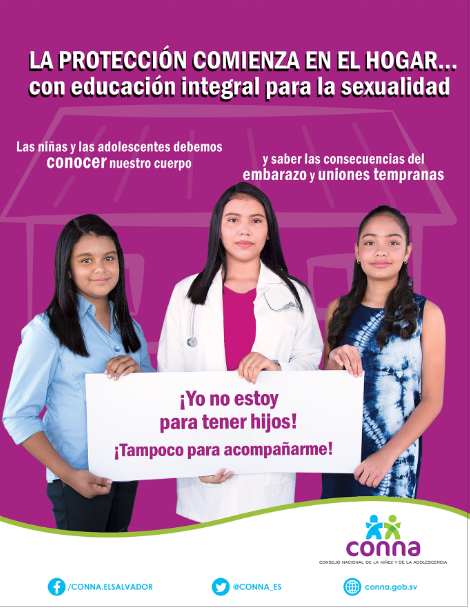 LA PROTECCIÓN COMIENZA EN EL HOGAR...
con educación integral para la sexualidad
Las niñas y las adolescentes debemos
conocer nuestro cuerpo
y saber las consecuencias del
embarazo y uniones tempranas
¡Yo no estoy
para tener hijos!
¡Tampoco para acompañarme!
conna
CONSEJO NACIONAL DE LA NIÑEZ Y DE LA ADOLESCENCIA
/CONNA.ELSALVADOR
@CONNA_ES
conna.gob.sv